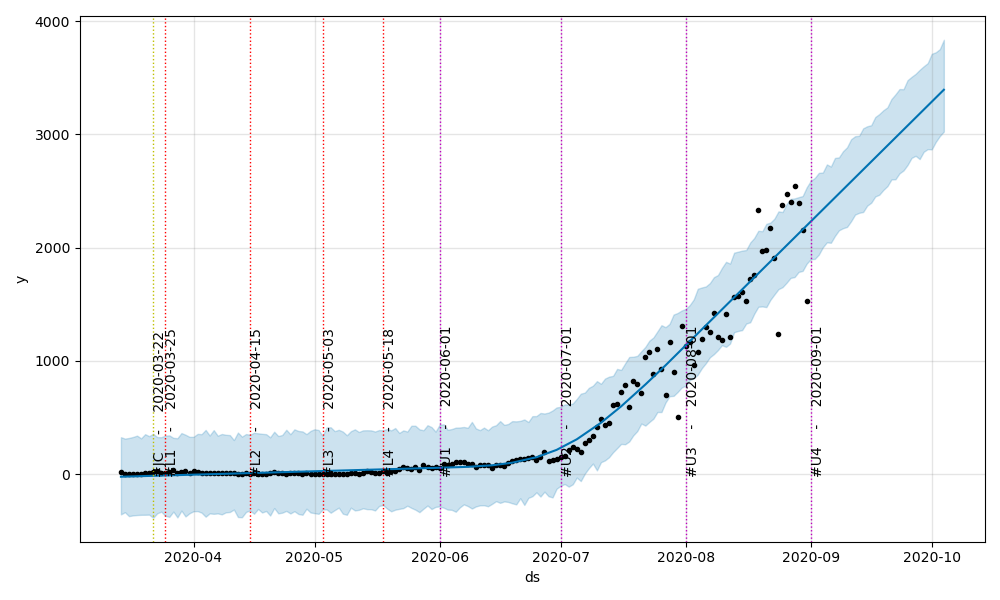 4000
3000
2000
1000
0
y
- 2020-03-22
#L1 - 2020-03-25
#L2 - 2020-04-15
#L3 - 2020-05-03
#L4 - 2020-05-18
#U1 - 2020-06-01
#U2 - 2020-07-01
#U3 - 2020-08-01
#U4 - 2020-09-01
2020-04
2020-05
2020-06
2020-07
2020-08
2020-09
2020-10
ds